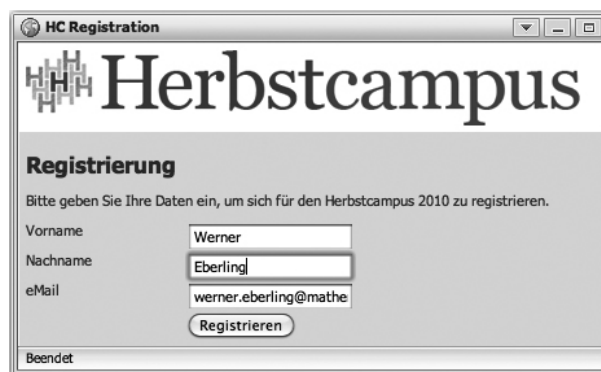 HC Registration
Herbstcampus
Registrierung
Bitte geben Sie Ihre Daten ein, um sich für den Herbstcampus 2010 zu registrieren.
Vorname Werner
Nachname Eberling
eMail werner.eberling@mathe
Registrieren
Beendet